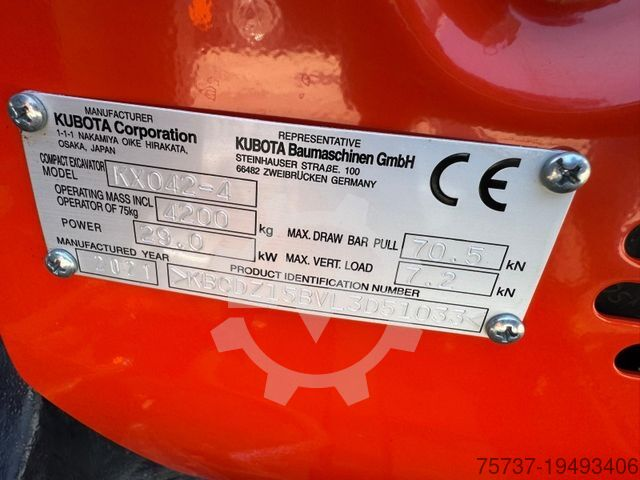 MANUFACTURER
KUBOTA Corporation
1-1-1 NAKAMIYA OIKE HIRAKATA,
OSAKA, JAPAN
REPRESENTATIVE
KUBOTA Baumaschinen GmbH
STEINHAUSER STRAßE. 100
66482 ZWEIBRÜCKEN GERMANY
CE
COMPACT EXCAVATOR
MODEL KX042-4
OPERATING MASS INCL
OPERATOR OF 75kg 4200 kg
POWER 29.0 kW
MAX. DRAW BAR PULL 70.5 kN
MAX. VERT. LOAD 7.2 kN
MANUFACTURED YEAR
2021
PRODUCT IDENTIFICATION NUMBER
>KBCDZ15BVL3D51033<
75737-19493406